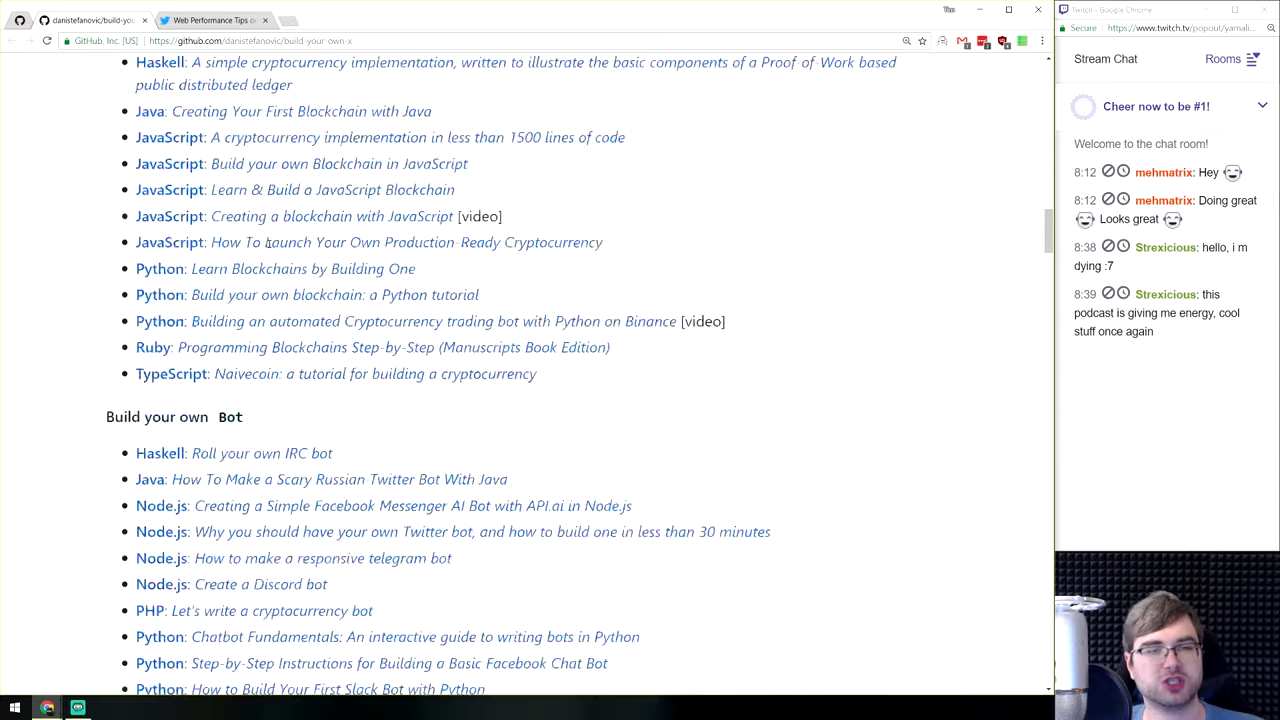 danistefanovic/build-you
Web Performance Tips o
Tim
GitHub, Inc. [US]
https://github.com/danistefanovic/build-your-own-x
Haskell: A simple cryptocurrency implementation, written to illustrate the basic components of a Proof-of-Work based
public distributed ledger
Java: Creating Your First Blockchain with Java
JavaScript: A cryptocurrency implementation in less than 1500 lines of code
JavaScript: Build your own Blockchain in JavaScript
JavaScript: Learn & Build a JavaScript Blockchain
JavaScript: Creating a blockchain with JavaScript [video]
JavaScript: How To Launch Your Own Production-Ready Cryptocurrency
Python: Learn Blockchains by Building One
Python: Build your own blockchain: a Python tutorial
Python: Building an automated Cryptocurrency trading bot with Python on Binance [video]
Ruby: Programming Blockchains Step-by-Step (Manuscripts Book Edition)
TypeScript: Naivecoin: a tutorial for building a cryptocurrency
Build your own Bot
Haskell: Roll your own IRC bot
Java: How To Make a Scary Russian Twitter Bot With Java
Node.js: Creating a Simple Facebook Messenger AI Bot with API.ai in Node.js
Node.js: Why you should have your own Twitter bot, and how to build one in less than 30 minutes
Node.js: How to make a responsive telegram bot
Node.js: Create a Discord bot
PHP: Let's write a cryptocurrency bot
Python: Chatbot Fundamentals: An interactive guide to writing bots in Python
Python: Step-by-Step Instructions for Building a Basic Facebook Chat Bot
Python: How to Build Your First Slack Bot with Python
Twitch - Google Chrome
Secure
https://www.twitch.tv/popout/yamali
Stream Chat
Rooms
Cheer now to be #1!
Welcome to the chat room!
8:12 mehmatrix: Hey
8:12 mehmatrix: Doing great
Looks great
8:38 Strexicious: hello, i m
dying :7
8:39 Strexicious: this
podcast is giving me energy, cool
stuff once again